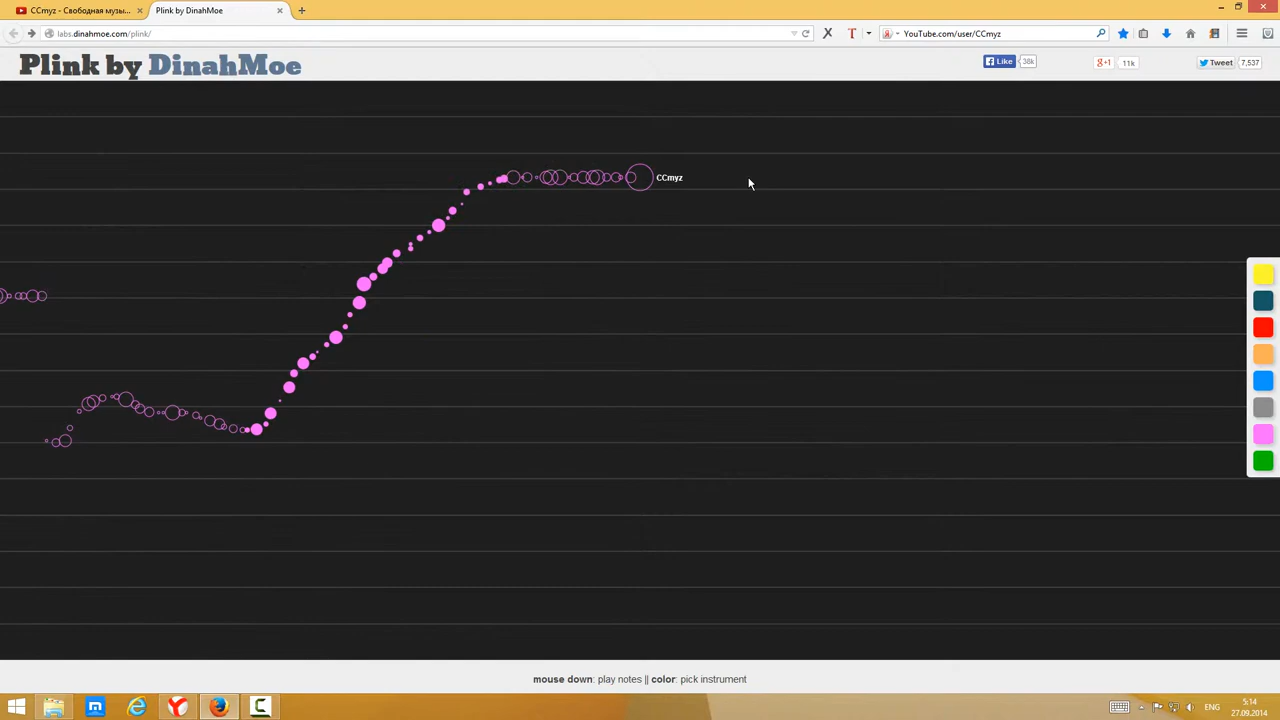 CCmyz - Свободная музы...
Plink by DinahMoe
labs.dinahmoe.com/plink/
YouTube.com/user/CCmyz
Plink by DinahMoe
Like 38k
+1 11k
Tweet 7,537
CCmyz
mouse down: play notes || color: pick instrument
ENG
5:14
27.09.2014